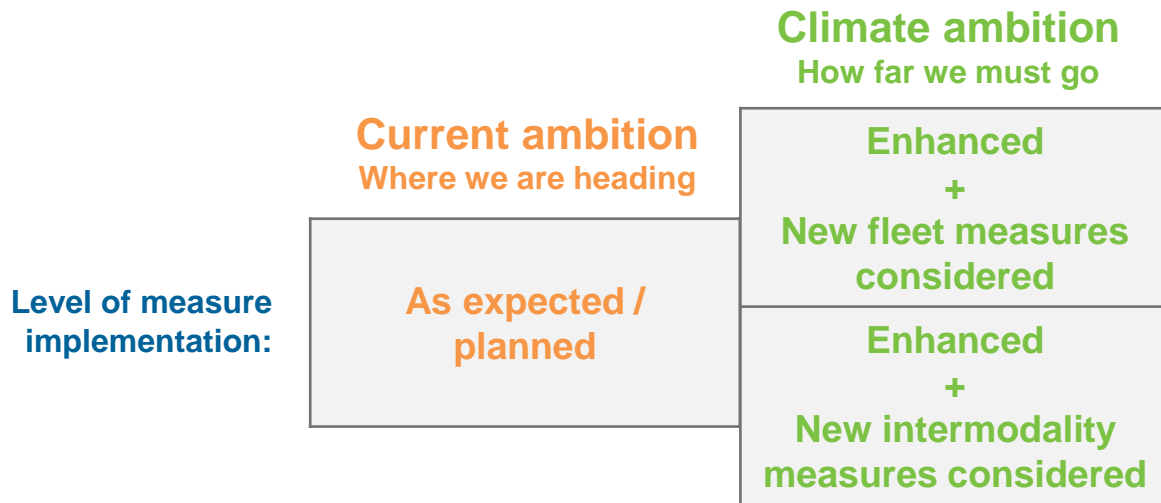 Climate ambition
How far we must go
Current ambition
Where we are heading
Level of measure
implementation:
As expected /
planned
Enhanced
+
New fleet measures
considered
Enhanced
+
New intermodality
measures considered